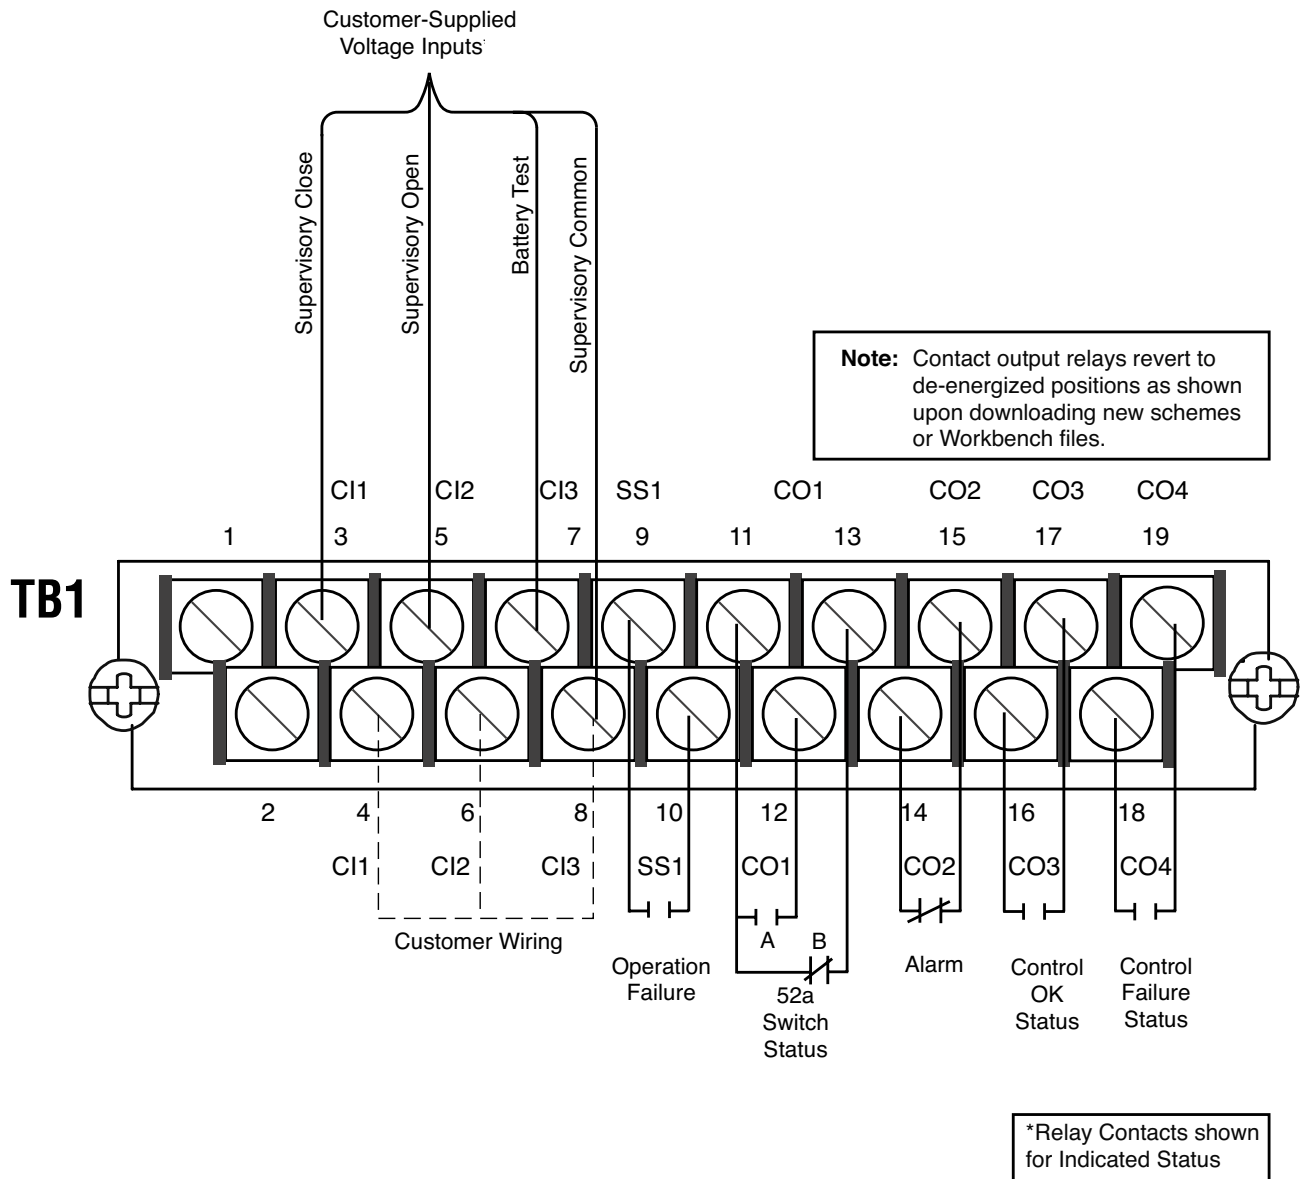 Customer-Supplied
Voltage Inputs
Supervisory Close
Supervisory Open
Battery Test
Supervisory Common
Note: Contact output relays revert to
de-energized positions as shown
upon downloading new schemes
or Workbench files.
CI1 CI2 CI3 SS1 CO1 CO2 CO3 CO4
1 3 5 7 9 11 13 15 17 19
TB1
2 4 6 8 10 12 14 16 18
CI1 CI2 CI3 SS1 CO1 CO2 CO3 CO4
Customer Wiring
A B
Operation
Failure
52a
Switch
Status
Alarm
Control
OK
Status
Control
Failure
Status
*Relay Contacts shown
for Indicated Status